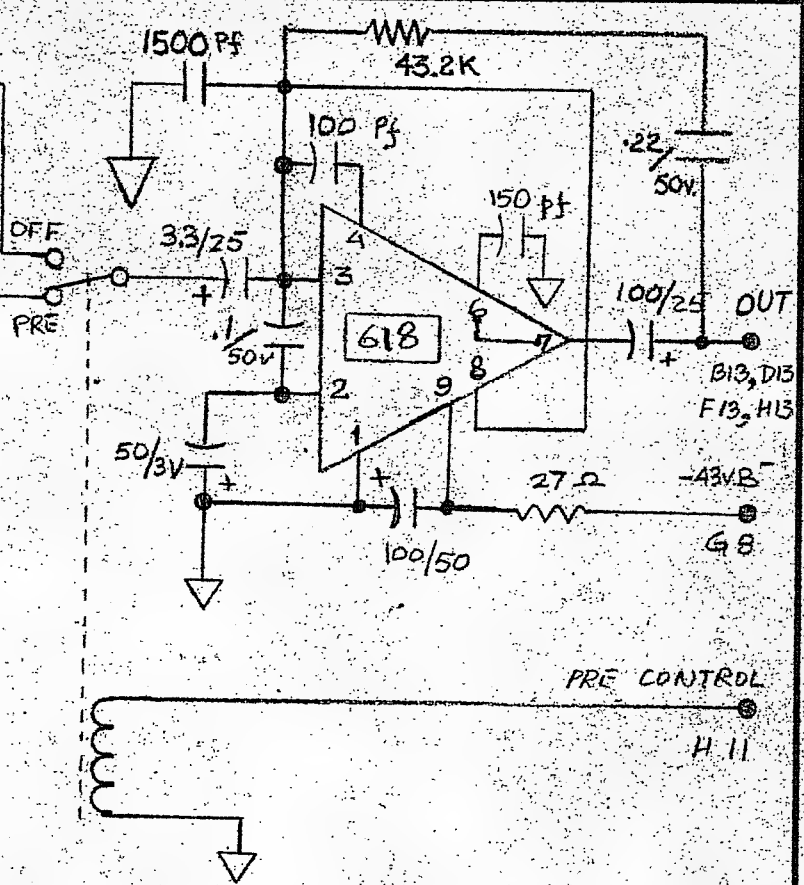 1500 Pf
43.2K
100 Pf
.22/50V.
150 pf
OFF
3.3/25
+
PRE
4
3
6
100/25
+
OUT
618
7
.1/50V
8
B13, D13
F13, H13
2
9
50/3V
+
1
+
27 Ω
-43V.B-
100/50
G8
PRE CONTROL
H 11